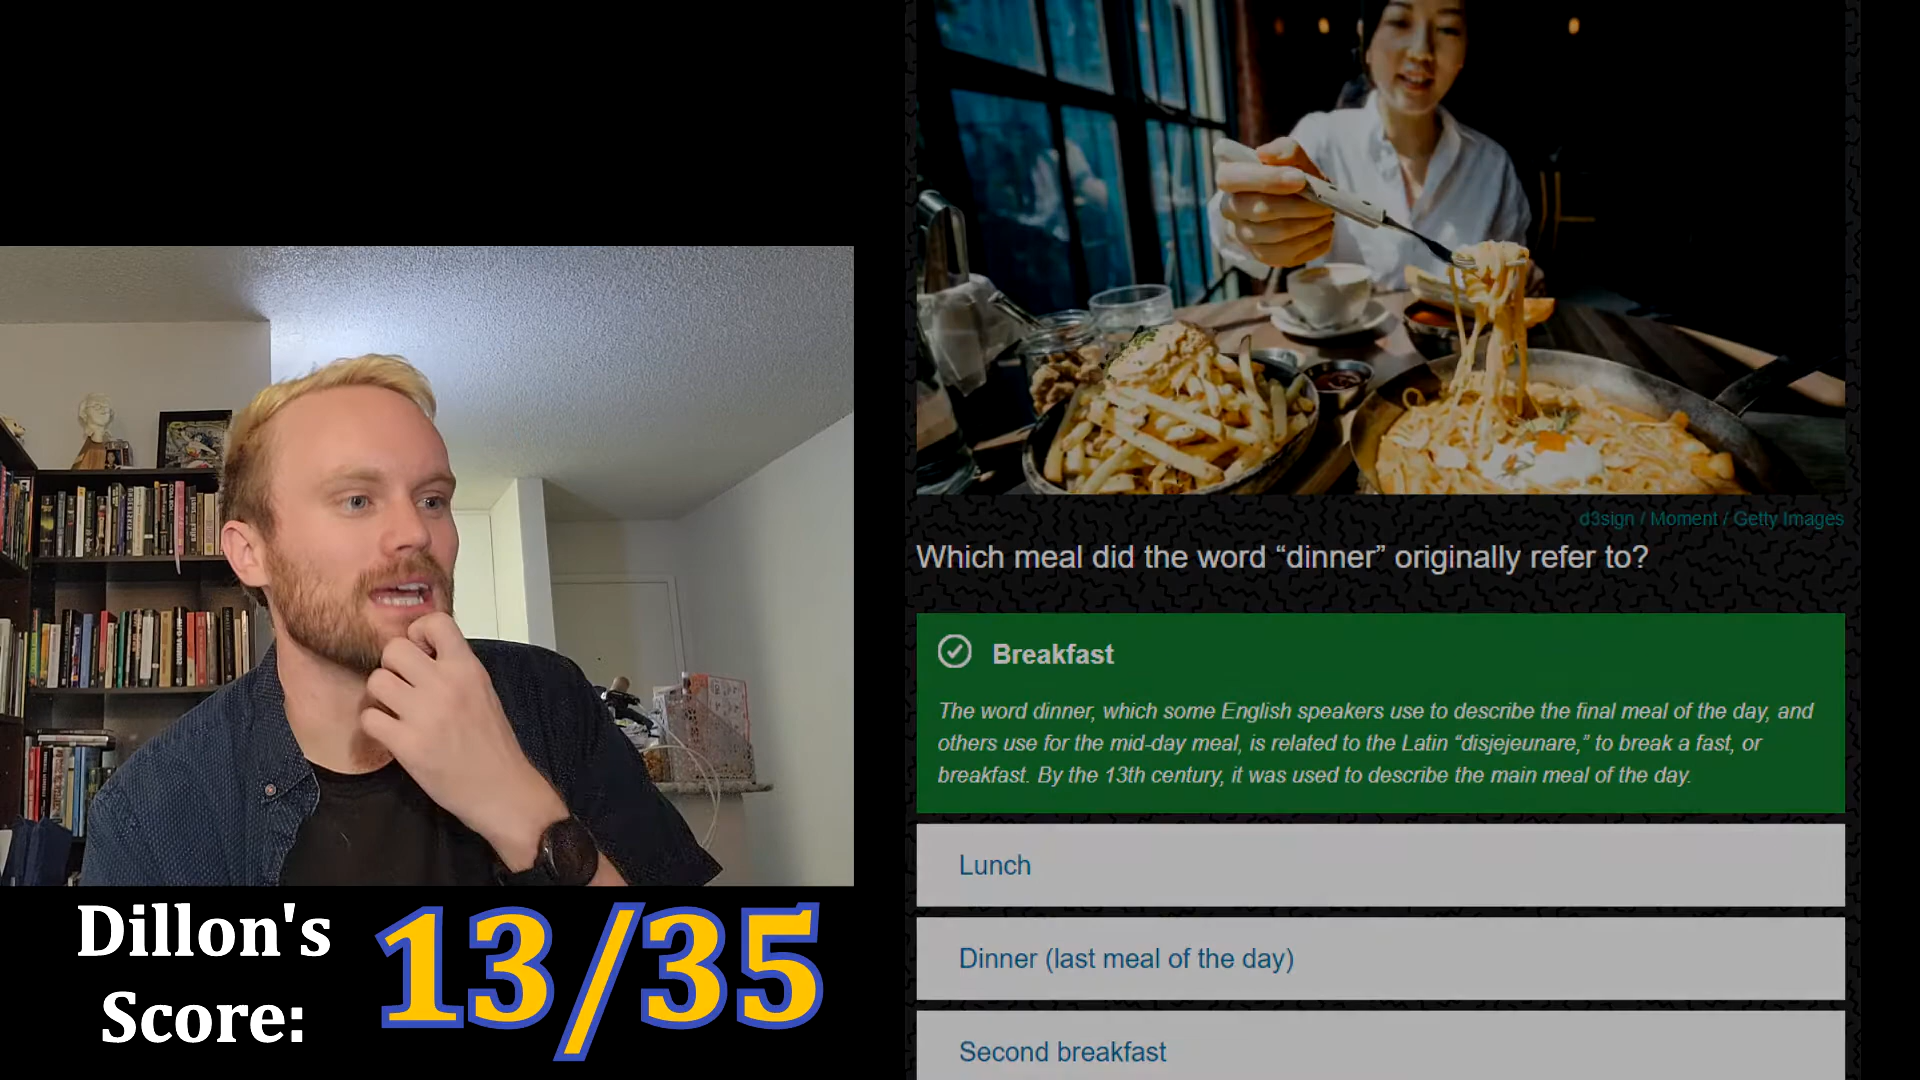 d3sign / Moment / Getty Images
Which meal did the word “dinner” originally refer to?
Breakfast
The word dinner, which some English speakers use to describe the final meal of the day, and
others use for the mid-day meal, is related to the Latin “disjejeunare,” to break a fast, or
breakfast. By the 13th century, it was used to describe the main meal of the day.
Lunch
Dinner (last meal of the day)
Second breakfast
Dillon's
Score:
13/35